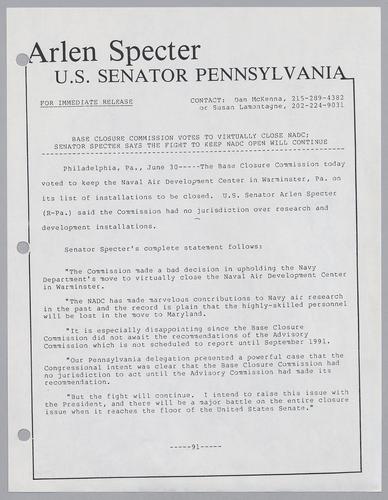 Arlen Specter
U.S. SENATOR PENNSYLVANIA
FOR IMMEDIATE RELEASE
CONTACT: Dan McKenna, 215-289-4382
or Susan Lamontagne, 202-224-9031
BASE CLOSURE COMMISSION VOTES TO VIRTUALLY CLOSE NADC;
SENATOR SPECTER SAYS THE FIGHT TO KEEP NADC OPEN WILL CONTINUE
Philadelphia, Pa., June 30-----The Base Closure Commission today
voted to keep the Naval Air Development Center in Warminster, Pa. on
its list of installations to be closed. U.S. Senator Arlen Specter
(R-Pa.) said the Commission had no jurisdiction over research and
development installations.
Senator Specter's complete statement follows:
"The Commission made a bad decision in upholding the Navy
Department's move to virtually close the Naval Air Development Center
in Warminster.
"The NADC has made marvelous contributions to Navy air research
in the past and the record is plain that the highly-skilled personnel
will be lost in the move to Maryland.
"It is especially disappointing since the Base Closure
Commission did not await the recommendations of the Advisory
Commission which is not scheduled to report until September 1991.
"Our Pennsylvania delegation presented a powerful case that the
Congressional intent was clear that the Base Closure Commission had
no jurisdiction to act until the Advisory Commission had made its
recommendation.
"But the fight will continue. I intend to raise this issue with
the President, and there will be a major battle on the entire closure
issue when it reaches the floor of the United States Senate."
-----91-----